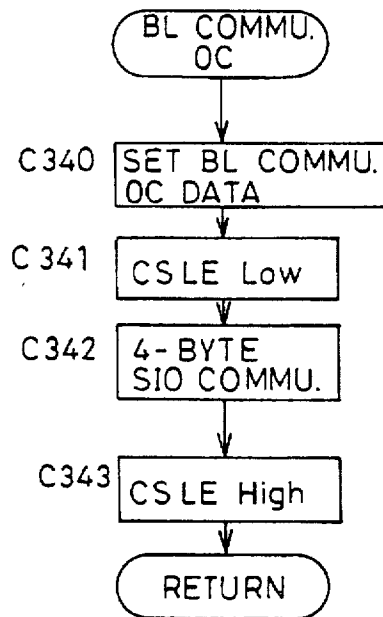 BL COMMU.
OC
C340 SET BL COMMU.
OC DATA
C341 CSLE Low
C342 4-BYTE
SIO COMMU.
C343 CSLE High
RETURN